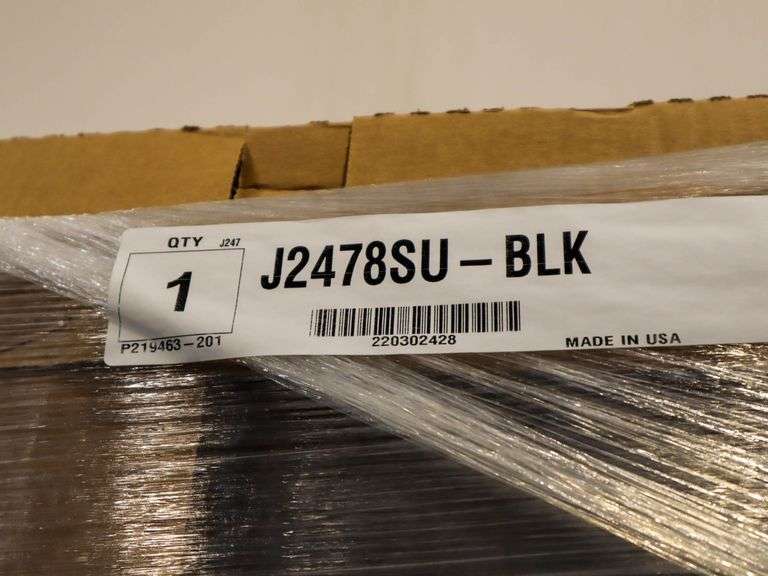 QTY J247
1
P219463-201
J2478SU-BLK
220302428
MADE IN USA